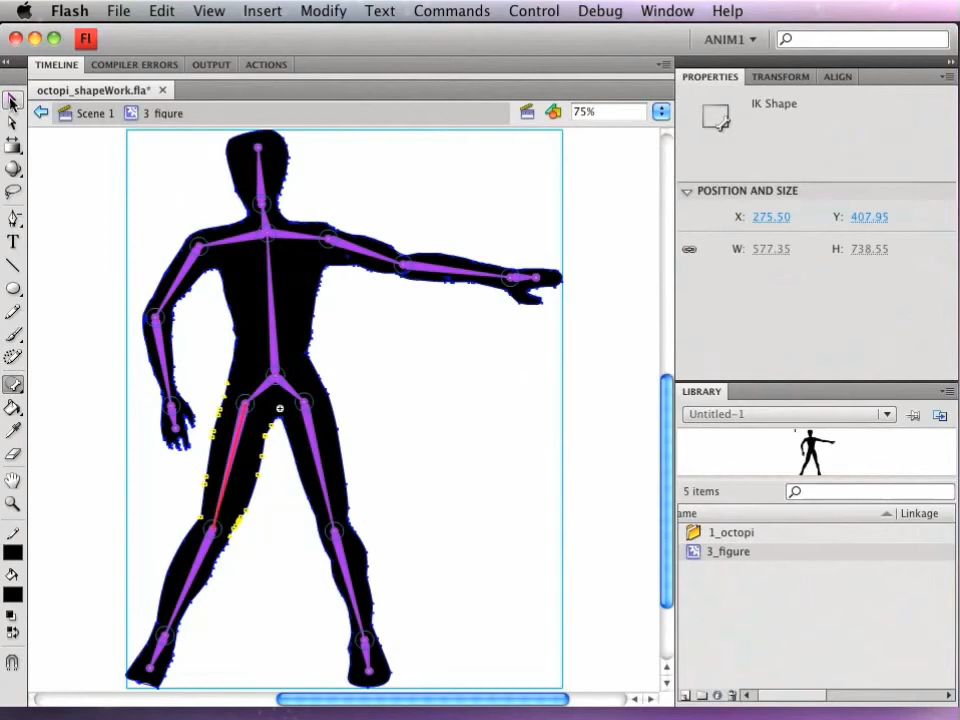 Flash File Edit View Insert Modify Text Commands Control Debug Window Help
Fl ANIM1
TIMELINE COMPILER ERRORS OUTPUT ACTIONS
octopi_shapeWork.fla*
Scene 1 3 figure 75%
PROPERTIES TRANSFORM ALIGN
IK Shape
POSITION AND SIZE
X: 275.50 Y: 407.95
W: 577.35 H: 738.55
T
LIBRARY
Untitled-1
5 items
ame Linkage
1_octopi
3_figure